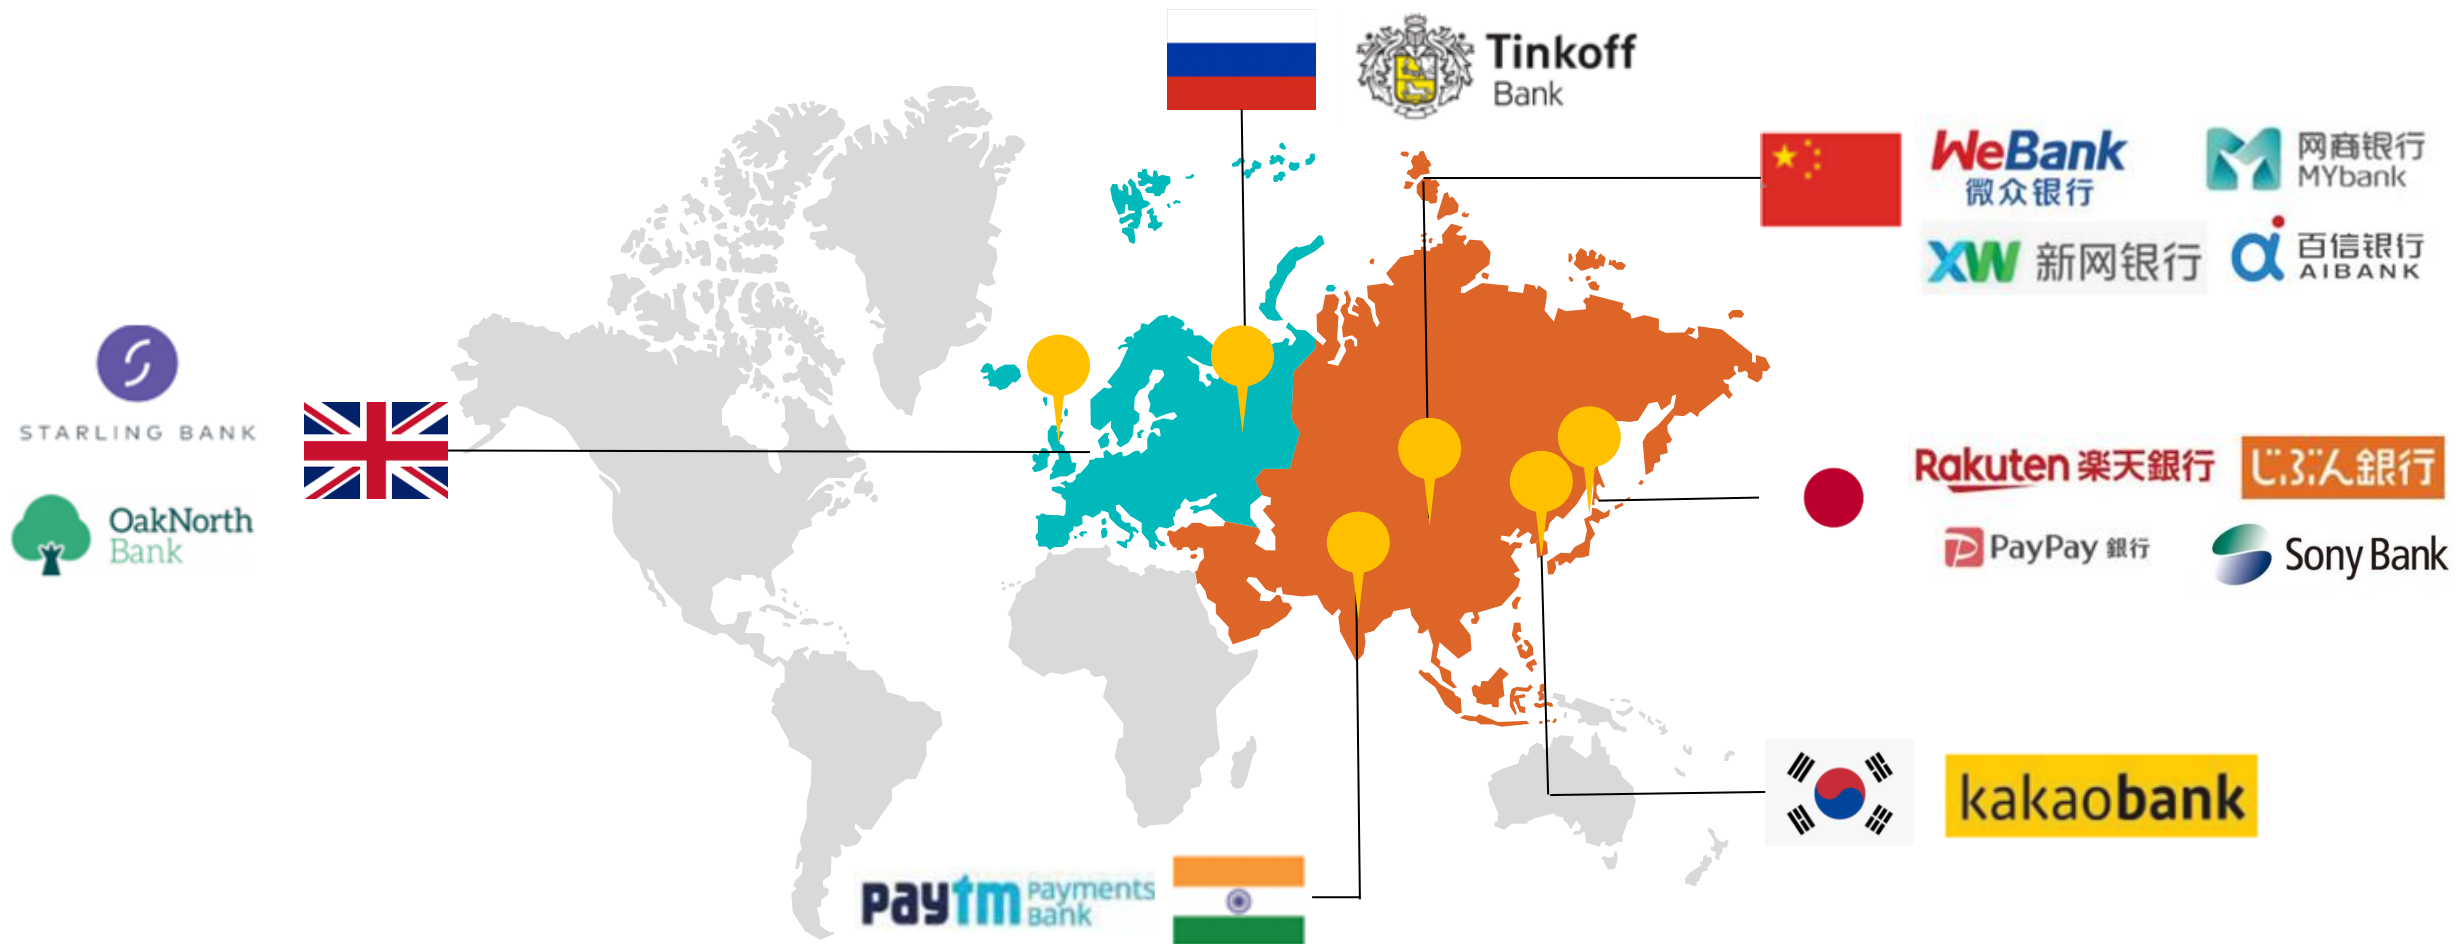 Tinkoff
Bank
WeBank
微众银行
网商银行
MYbank
新网银行
百信银行
AIBANK
STARLING BANK
OakNorth
Bank
Rakuten 楽天銀行
じぶん銀行
PayPay 銀行
Sony Bank
kakaobank
paytm Payments
Bank